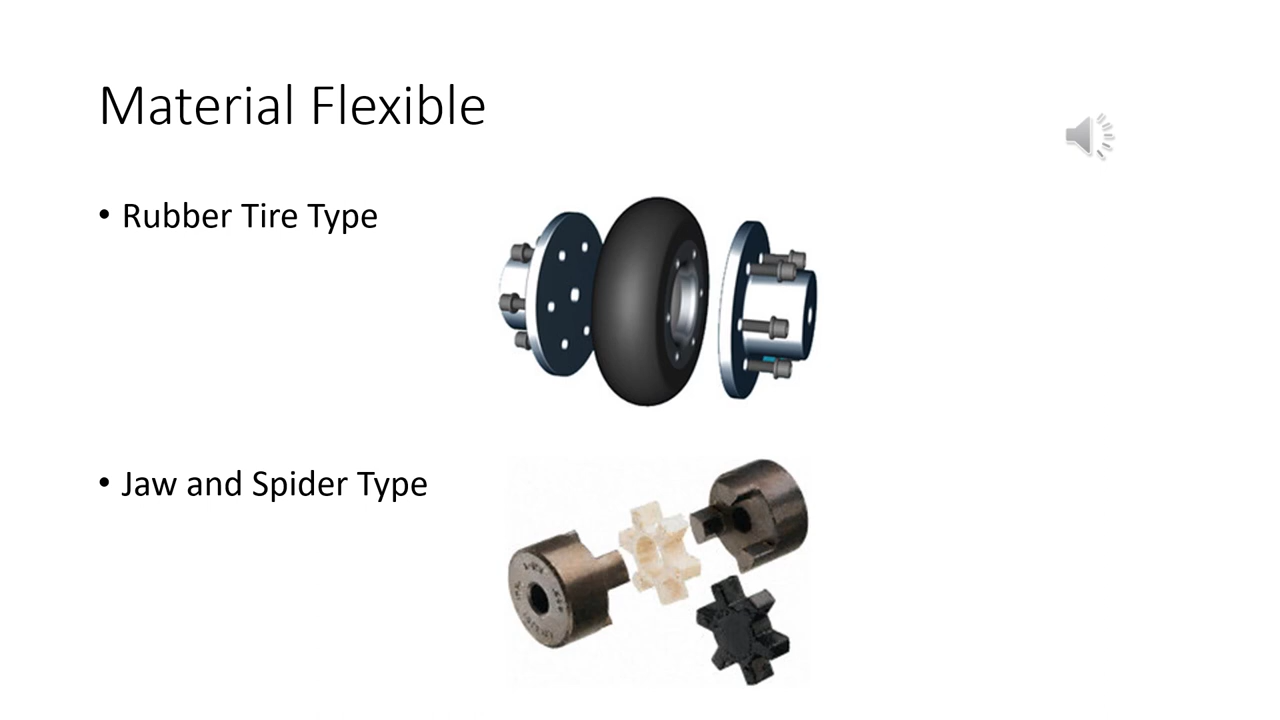 Material Flexible
• Rubber Tire Type
• Jaw and Spider Type